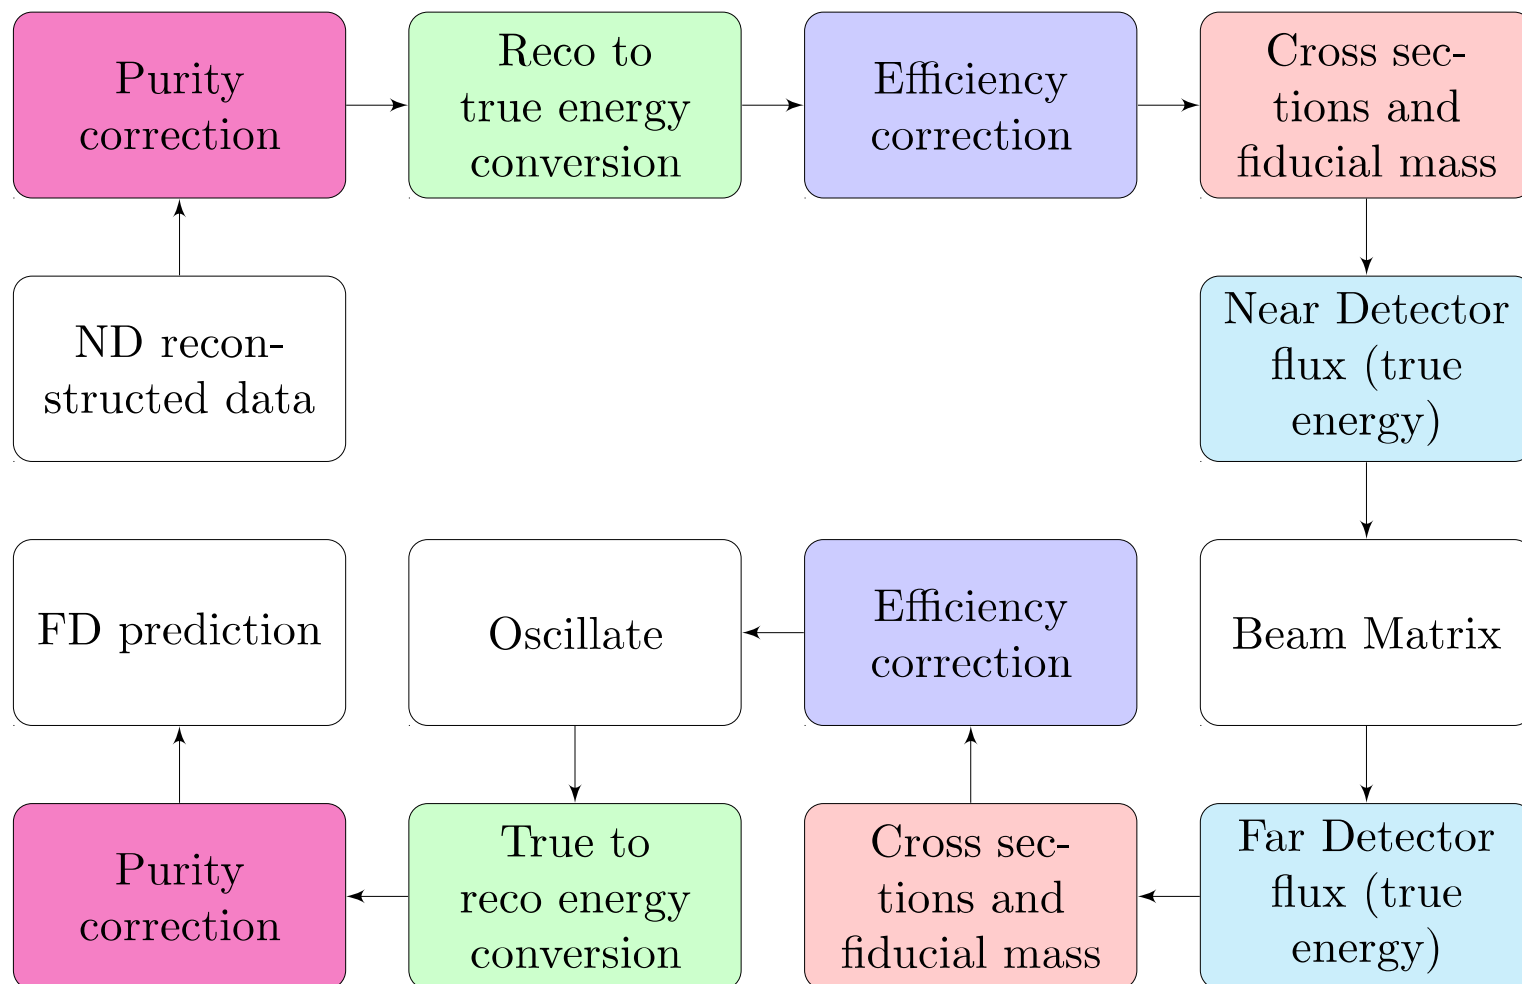 Purity
correction
Reco to
true energy
conversion
Efficiency
correction
Cross sec-
tions and
fiducial mass
ND recon-
structed data
Near Detector
flux (true
energy)
FD prediction
Oscillate
Efficiency
correction
Beam Matrix
Purity
correction
True to
reco energy
conversion
Cross sec-
tions and
fiducial mass
Far Detector
flux (true
energy)